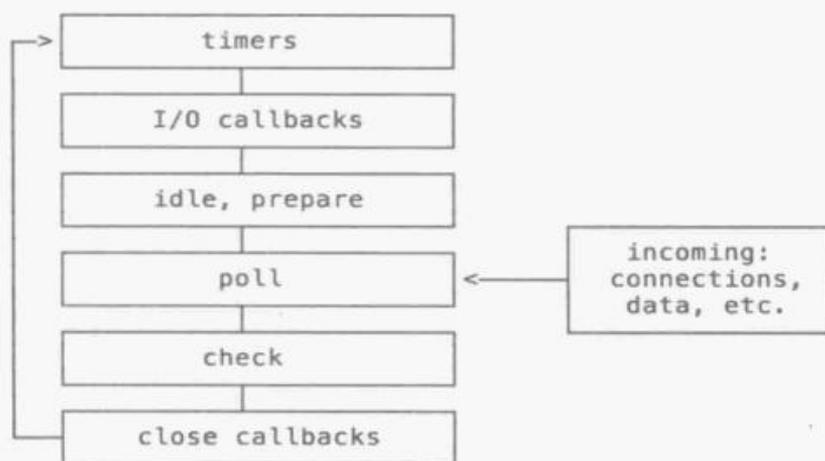 timers
I/O callbacks
idle, prepare
poll
incoming:
connections,
data, etc.
check
close callbacks